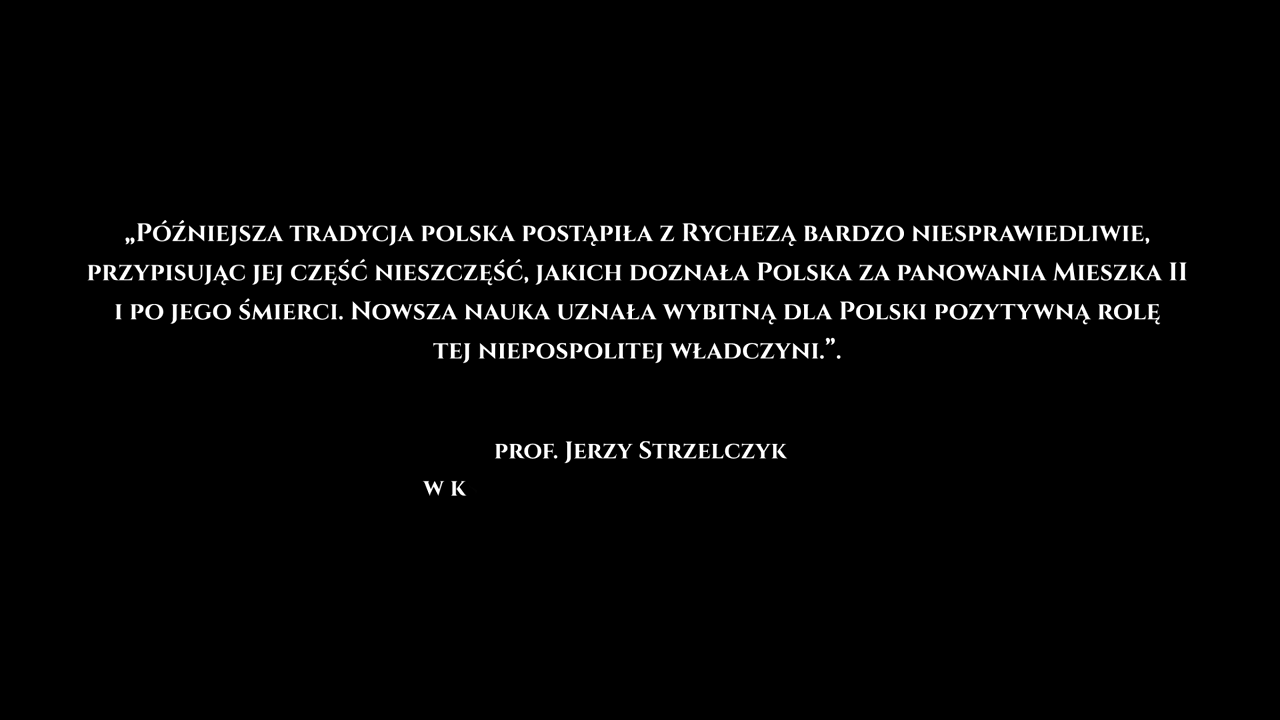 „Późniejsza tradycja polska postąpiła z Rychezą bardzo niesprawiedliwie,
przypisując jej część nieszczęść, jakich doznała Polska za panowania Mieszka II
i po jego śmierci. Nowsza nauka uznała wybitną dla Polski pozytywną rolę
tej niepospolitej władczyni.”.
prof. Jerzy Strzelczyk
w k